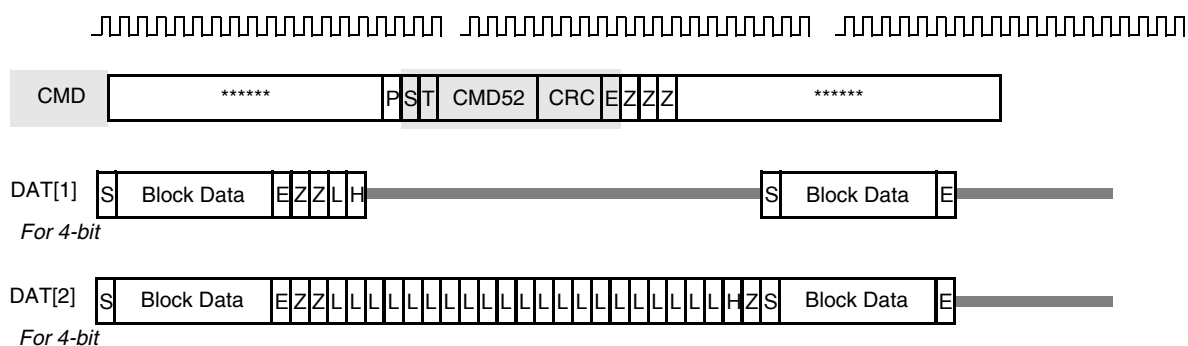 CMD ****** P S T CMD52 CRC E Z Z Z ******
DAT[1] S Block Data E Z Z L H S Block Data E
For 4-bit
DAT[2] S Block Data E Z Z L L L L L L L L L L L L L L L L L L L L L H Z S Block Data E
For 4-bit